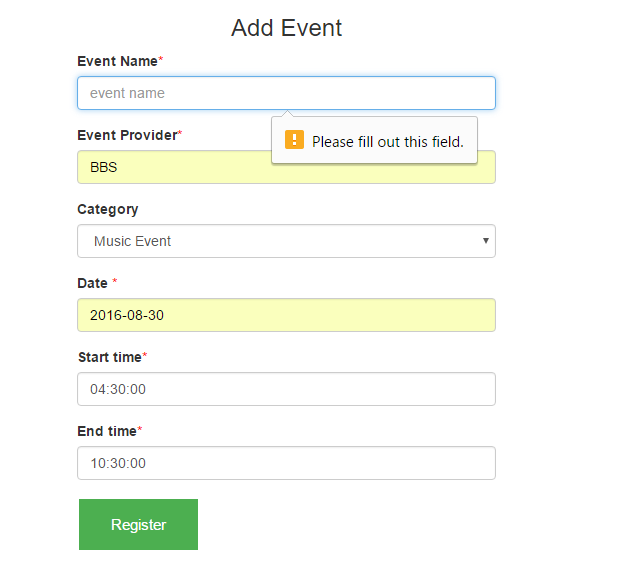 Add Event
Event Name*
event name
Please fill out this field.
Event Provider*
BBS
Category
Music Event
Date *
2016-08-30
Start time*
04:30:00
End time*
10:30:00
Register